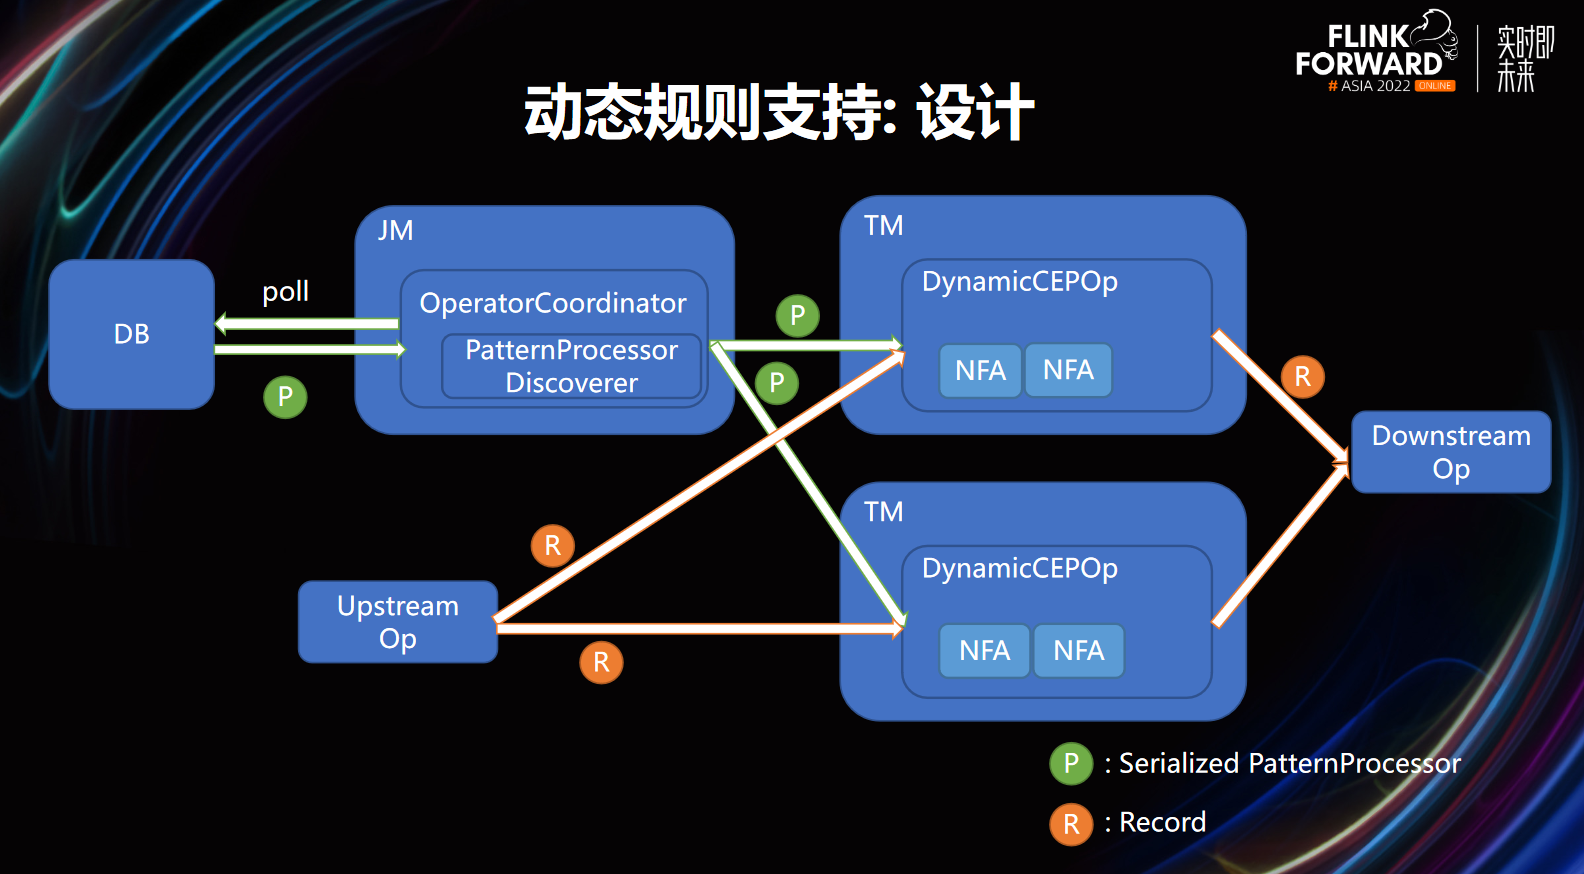 FLINK
FORWARD
# ASIA 2022 ONLINE
实时即
未来
动态规则支持: 设计
JM
TM
DB
poll
P
OperatorCoordinator
PatternProcessor
Discoverer
P
P
DynamicCEPOp
NFA NFA
R
Downstream
Op
TM
DynamicCEPOp
NFA NFA
R
Upstream
Op
R
P : Serialized PatternProcessor
R : Record